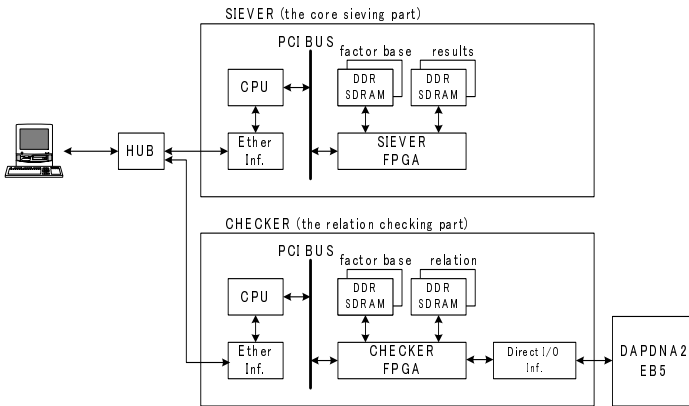 SIEVER (the core sieving part)
PCI BUS
factor base
results
CPU
DDR
SDRAM
DDR
SDRAM
HUB
Ether
Inf.
SIEVER
FPGA
CHECKER (the relation checking part)
PCI BUS
factor base
relation
CPU
DDR
SDRAM
DDR
SDRAM
Ether
Inf.
CHECKER
FPGA
Direct I/O
Inf.
DAPDNA2
EB5